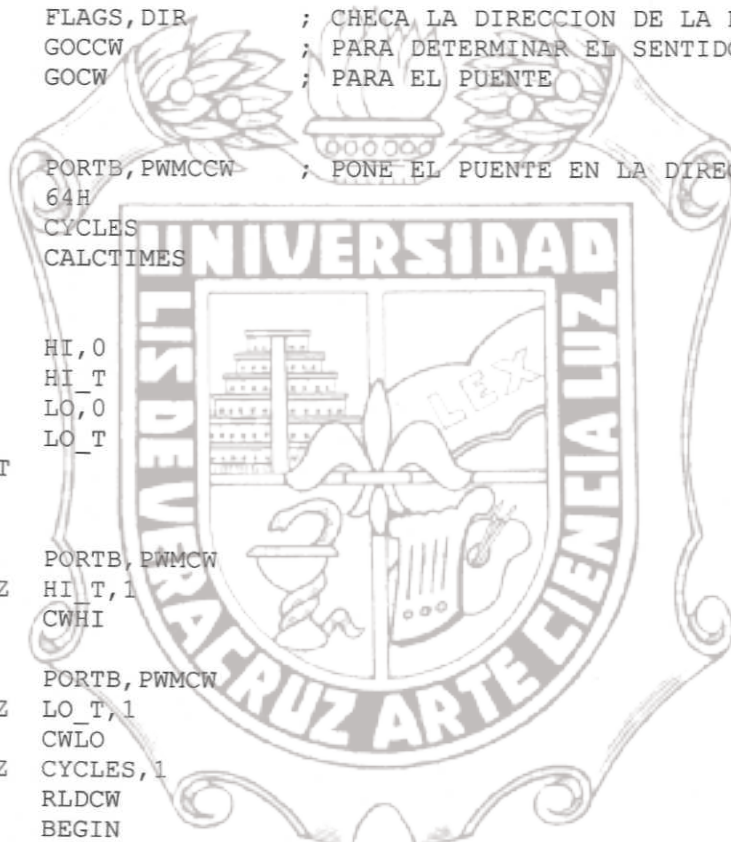 FLAGS,DIR ; CHECA LA DIRECCION DE LA
GOCCW ; PARA DETERMINAR EL SENTIDO
GOCW ; PARA EL PUENTE
PORTB,PWMCCW ; PONE EL PUENTE EN LA
64H
CYCLES
CALCTIMES
HI,0
HI_T
LO,0
LO_T
T
PORTB,PWMCW
Z HI_T,1
CWHI
PORTB,PWMCW
Z LO_T,1
CWLO
Z CYCLES,1
RLDCW
BEGIN
UNIVERSIDAD
LIS DE VERACRUZ ARTE CIENCIA LUZ
LEX